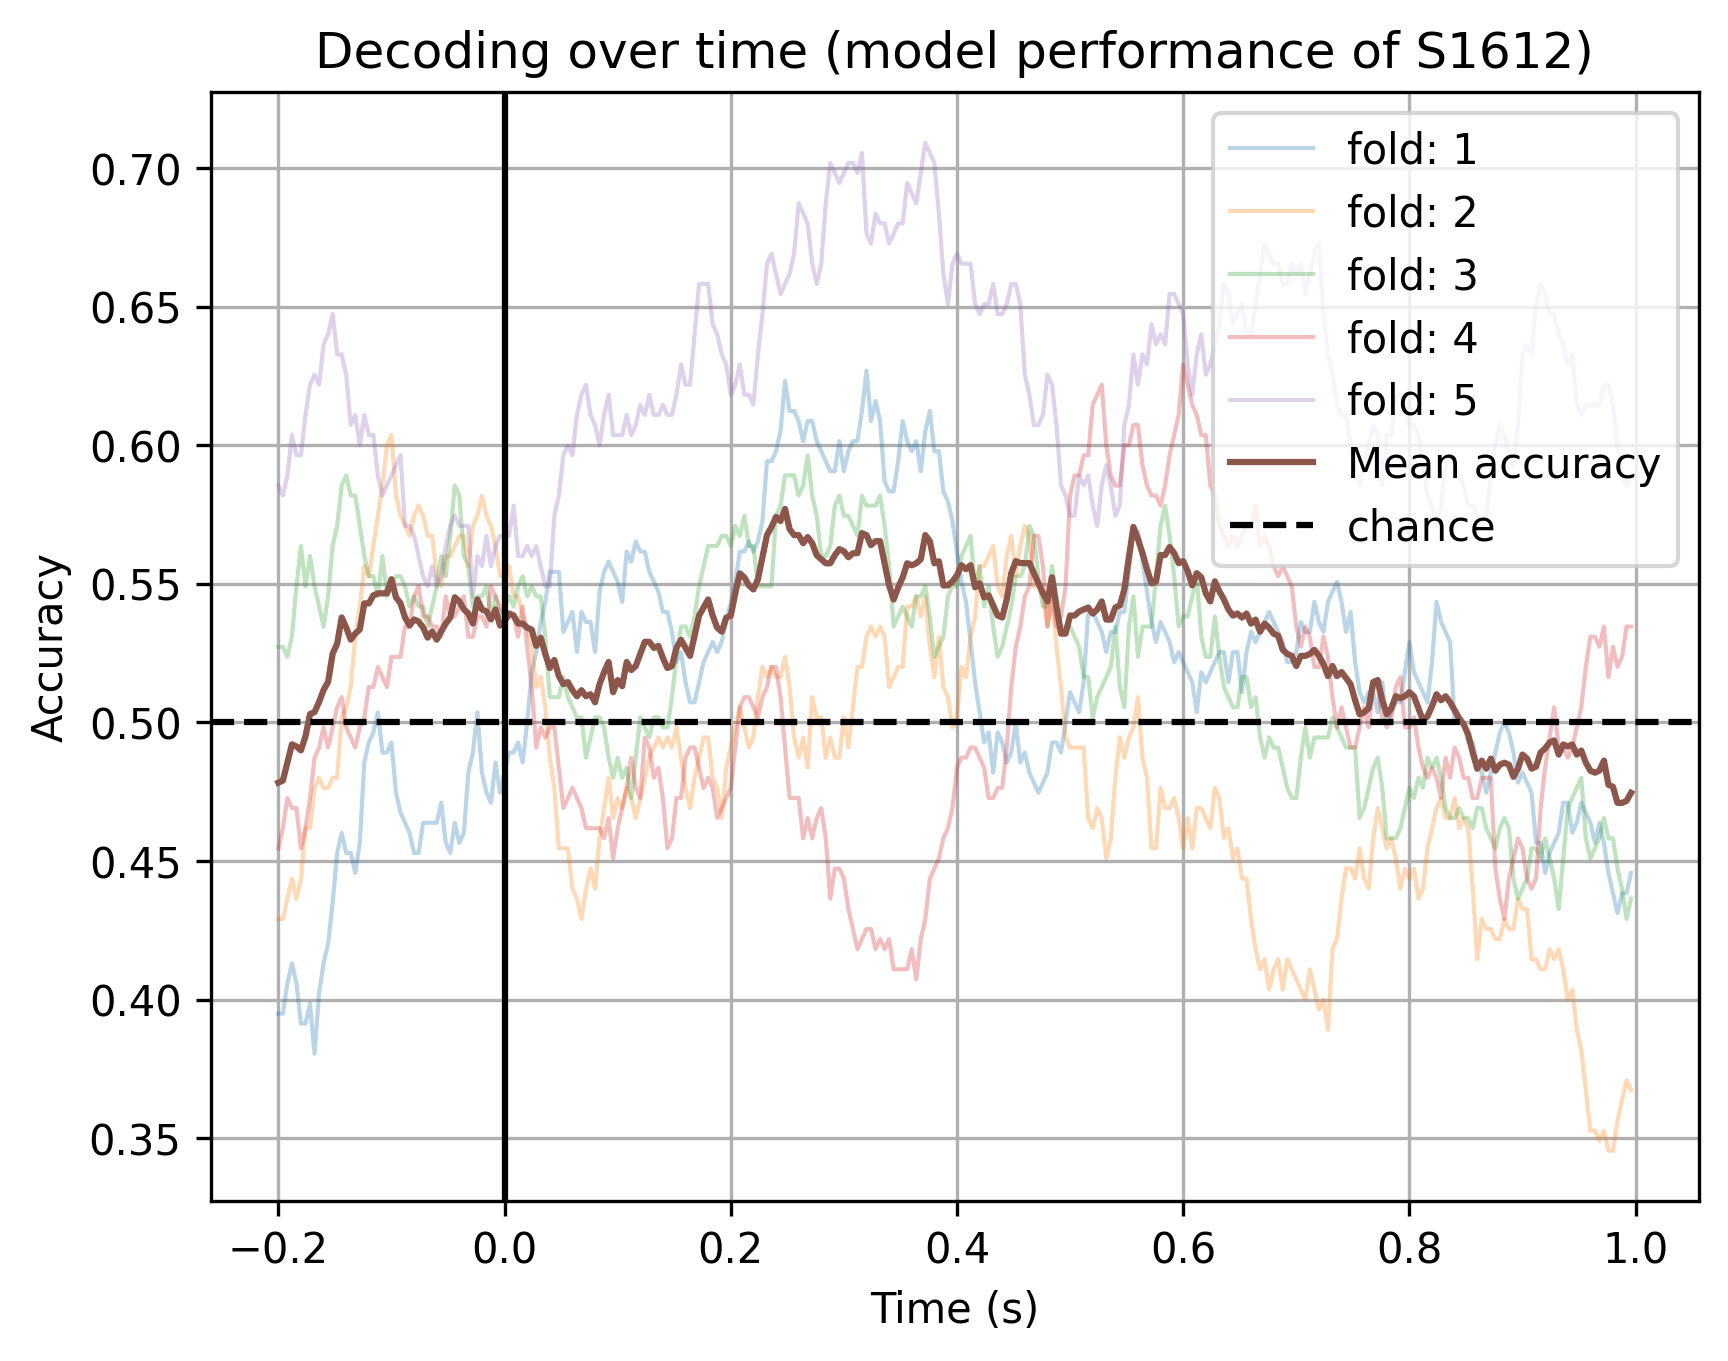 Decoding over time (model performance of S1612)
Accuracy
0.70
0.65
0.60
0.55
0.50
0.45
0.40
0.35
fold: 1
fold: 2
fold: 3
fold: 4
fold: 5
Mean accuracy
chance
−0.2
0.0
0.2
0.4
0.6
0.8
1.0
Time (s)